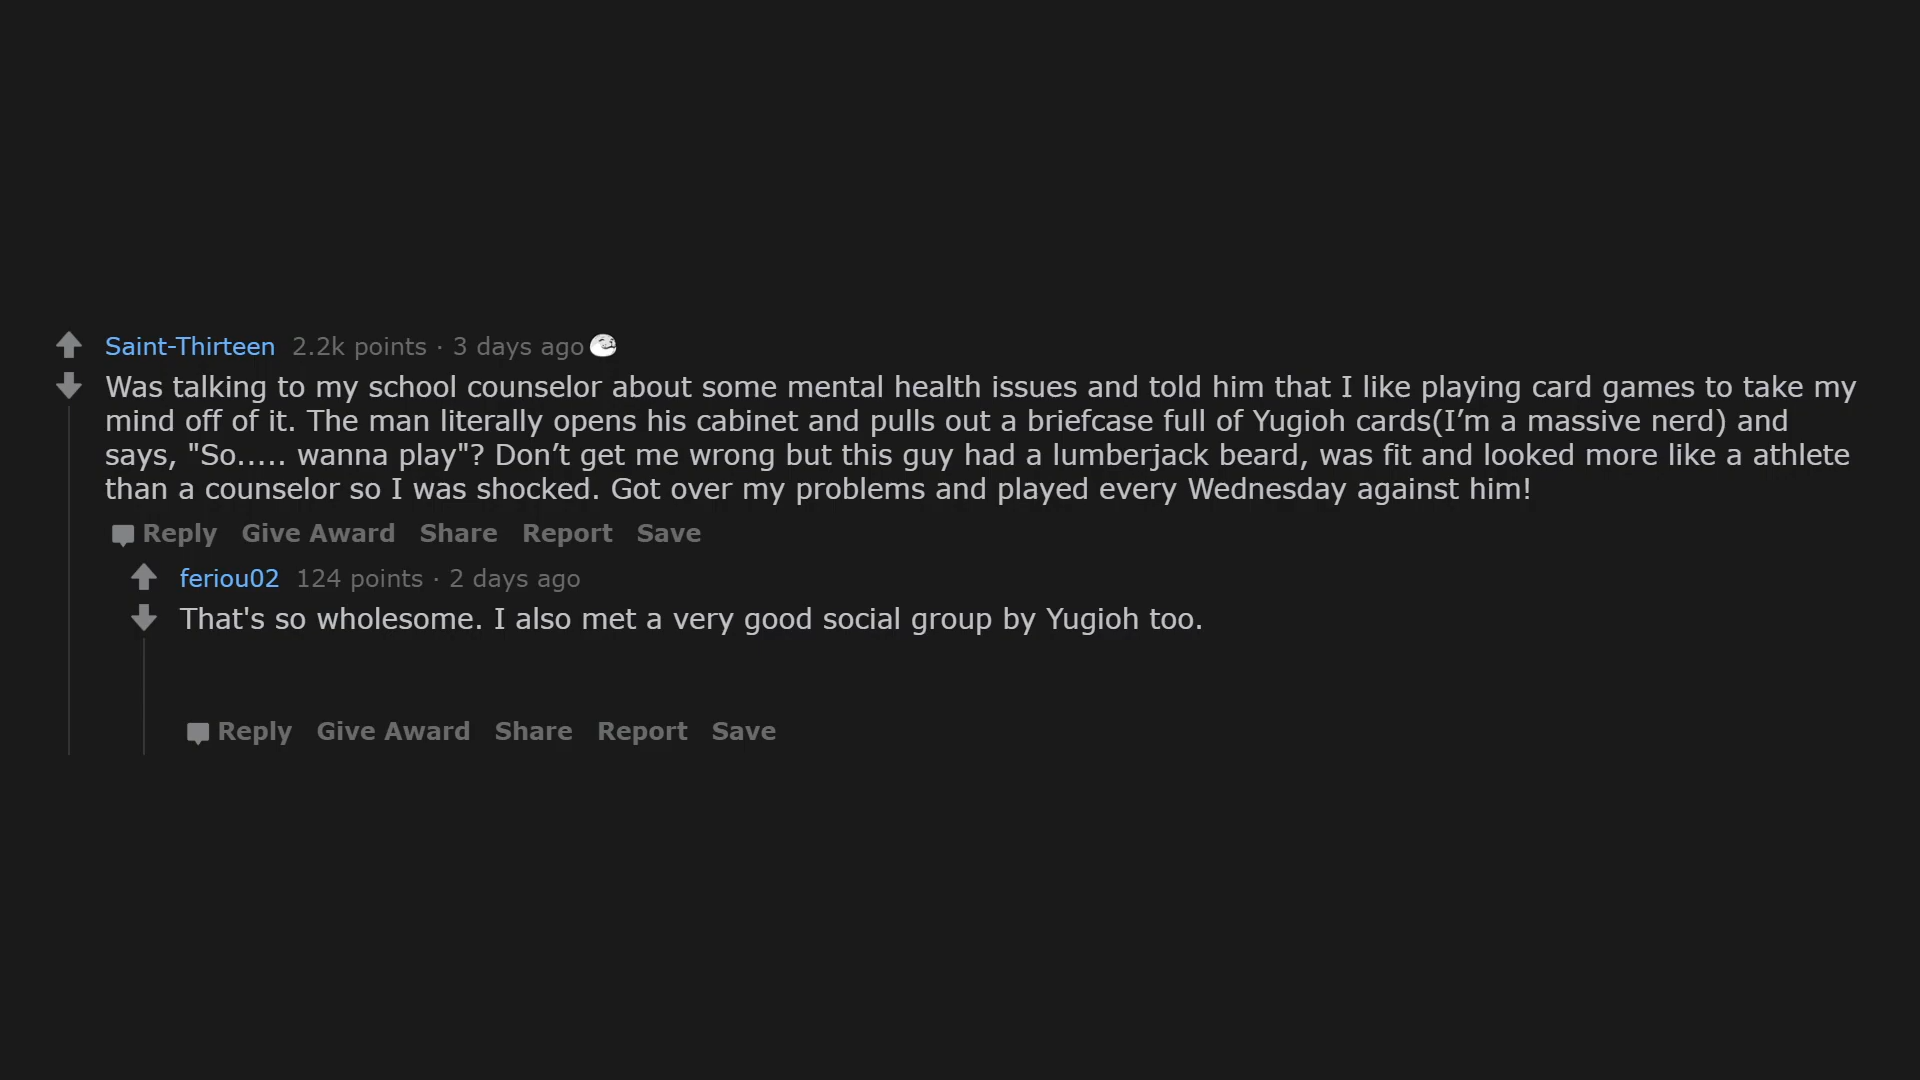 Saint-Thirteen 2.2k points · 3 days ago
Was talking to my school counselor about some mental health issues and told him that I like playing card games to take my
mind off of it. The man literally opens his cabinet and pulls out a briefcase full of Yugioh cards(I’m a massive nerd) and
says, "So..... wanna play"? Don’t get me wrong but this guy had a lumberjack beard, was fit and looked more like a athlete
than a counselor so I was shocked. Got over my problems and played every Wednesday against him!
Reply Give Award Share Report Save
feriou02 124 points · 2 days ago
That's so wholesome. I also met a very good social group by Yugioh too.
Reply Give Award Share Report Save